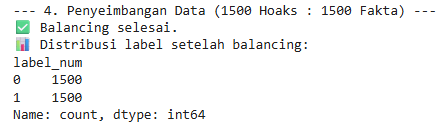 --- 4. Penyeimbangan Data (1500 Hoaks : 1500 Fakta) ---
✅ Balancing selesai.
📊 Distribusi label setelah balancing:
label_num
0    1500
1    1500
Name: count, dtype: int64